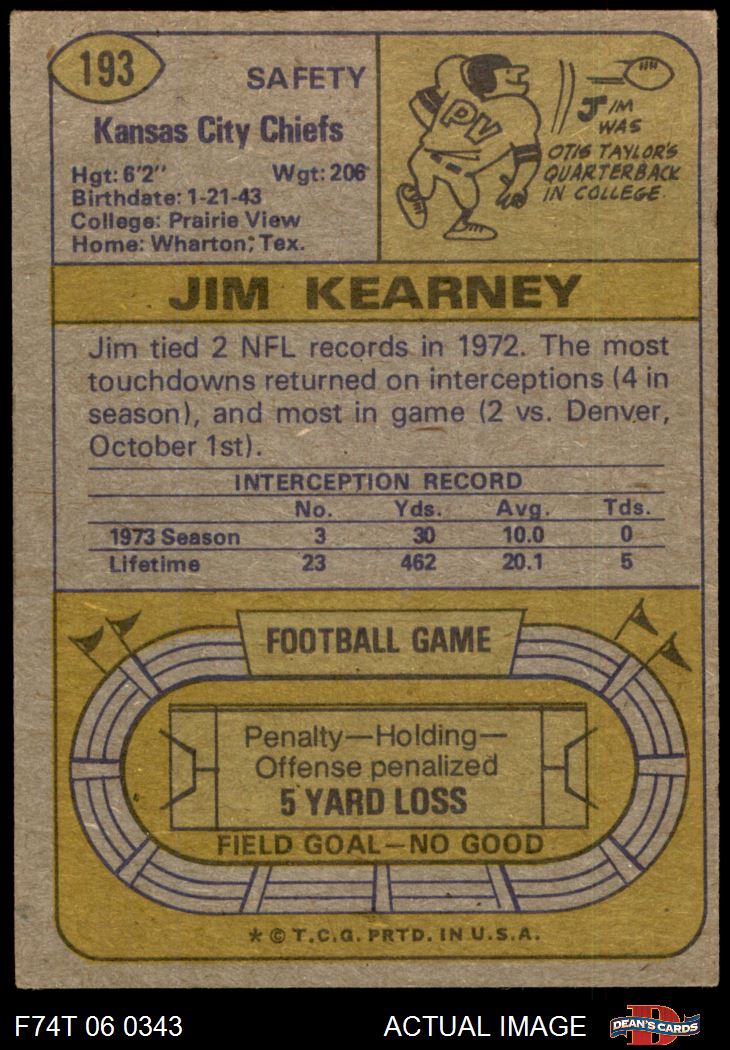 193
SAFETY
Kansas City Chiefs
Hgt: 6'2" Wgt: 206
Birthdate: 1-21-43
College: Prairie View
Home: Wharton, Tex.
PV
JIM
WAS
OTIS TAYLOR'S
QUARTERBACK
IN COLLEGE.
JIM KEARNEY
Jim tied 2 NFL records in 1972. The most
touchdowns returned on interceptions (4 in
season), and most in game (2 vs. Denver,
October 1st).
INTERCEPTION RECORD
No. Yds. Avg. Tds.
1973 Season 3 30 10.0 0
Lifetime 23 462 20.1 5
FOOTBALL GAME
Penalty—Holding—
Offense penalized
5 YARD LOSS
FIELD GOAL—NO GOOD
* © T.C.G. PRTD. IN U.S.A.
F74T 06 0343 ACTUAL IMAGE
D
DEAN'S CARDS